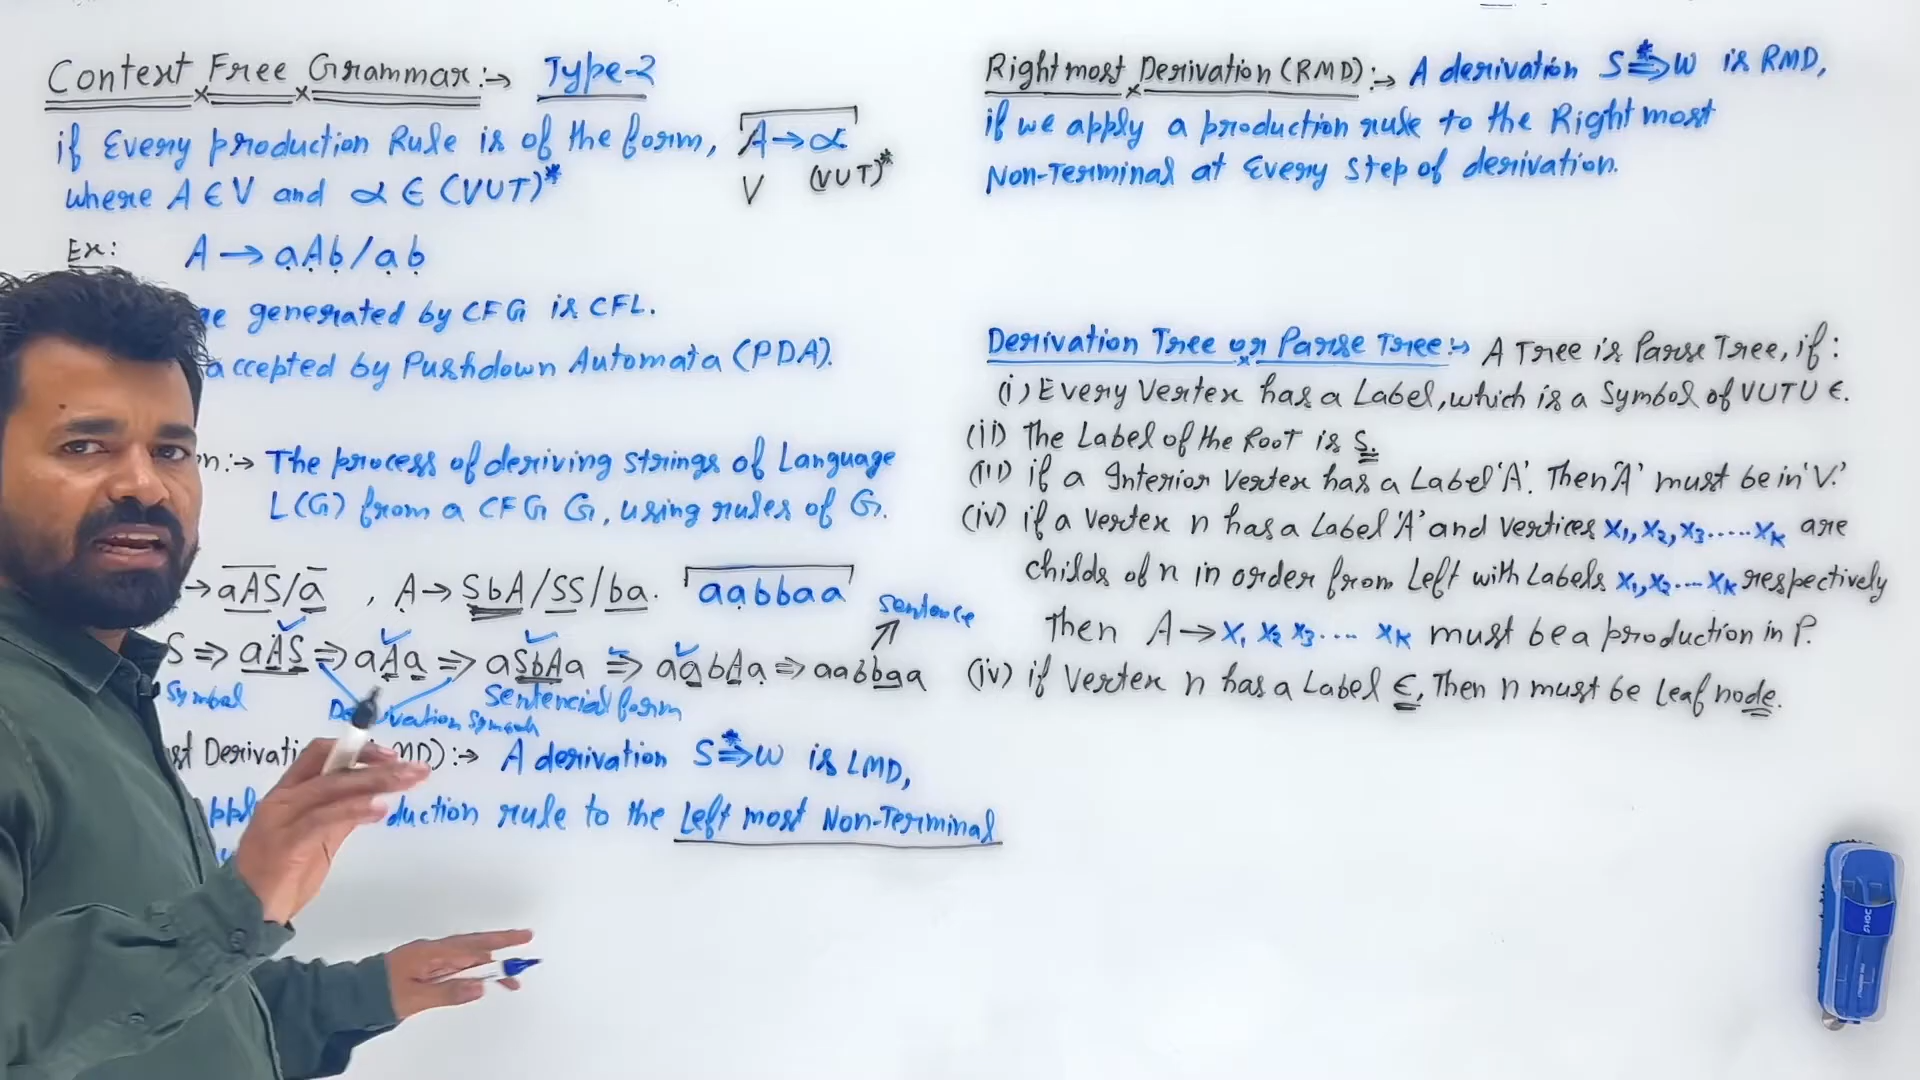 Context Free Grammar:→ Type-2
if Every production Rule is of the form, A → α
where A ∈ V and α ∈ (VUT)* V (VUT)*
Ex: A → aAb/ab
ge generated by CFG is CFL.
accepted by Pushdown Automata (PDA).
n:→ The process of deriving strings of Language
L(G) from a CFG G, using rules of G.
→ aAS/a , A → SbA/SS/ba. aabbaa
sentence
S ⇒ aAS ⇒ aAa ⇒ aSbAa ⇒ aabAa ⇒ aabbaa
Symbol Sentencial form
st Derivati MD):→ A derivation S ⇒* W is LMD,
duction rule to the Left most Non-Terminal
Right most Derivation (RMD):→ A derivation S ⇒* W is RMD,
if we apply a production rule to the Right most
Non-Terminal at Every Step of derivation.
Derivation Tree or Parse Tree:→ A Tree is Parse Tree, if:
(i) Every Vertex has a Label, which is a Symbol of VUTU ϵ.
(ii) The Label of the Root is S.
(iii) if a Interior Vertex has a Label 'A'. Then 'A' must be in 'V.'
(iv) if a Vertex n has a Label 'A' and vertices X₁, X₂, X₃.....Xₖ are
childs of n in order from Left with Labels X₁, X₂....Xₖ respectively
Then A → X₁ X₂ X₃.... Xₖ must be a production in P.
(iv) if Vertex n has a Label ϵ, Then n must be leaf node.